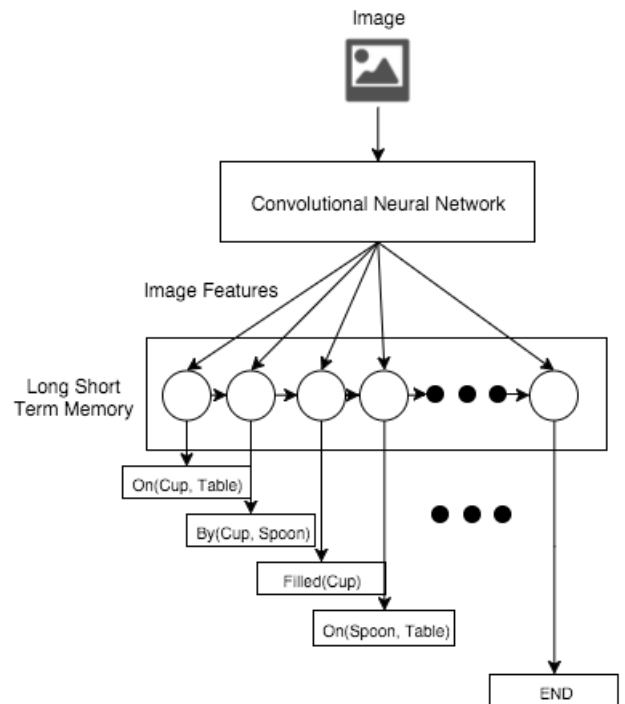 Image
Convolutional Neural Network
Image Features
Long Short
Term Memory
On(Cup, Table)
By(Cup, Spoon)
Filled(Cup)
On(Spoon, Table)
END